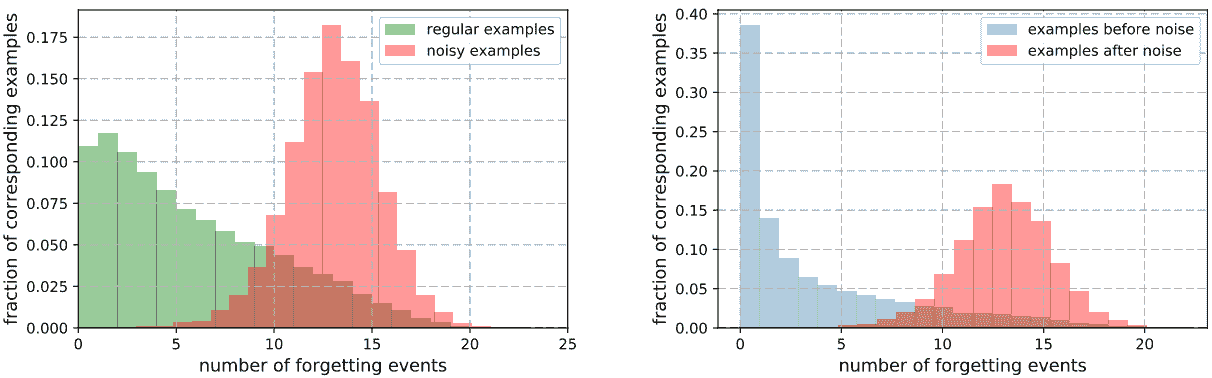 fraction of corresponding examples
0.175
0.150
0.125
0.100
0.075
0.050
0.025
0.000
0 5 10 15 20 25
number of forgetting events
regular examples
noisy examples
fraction of corresponding examples
0.40
0.35
0.30
0.25
0.20
0.15
0.10
0.05
0.00
0 5 10 15 20
number of forgetting events
examples before noise
examples after noise